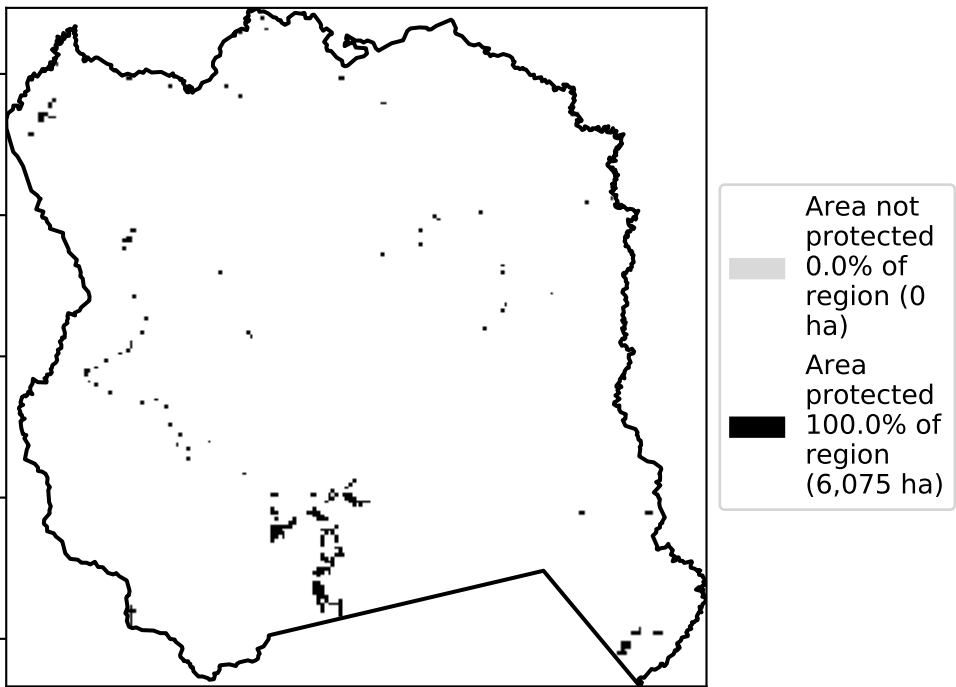 Area not
protected
0.0% of
region (0
ha)
Area
protected
100.0% of
region
(6,075 ha)